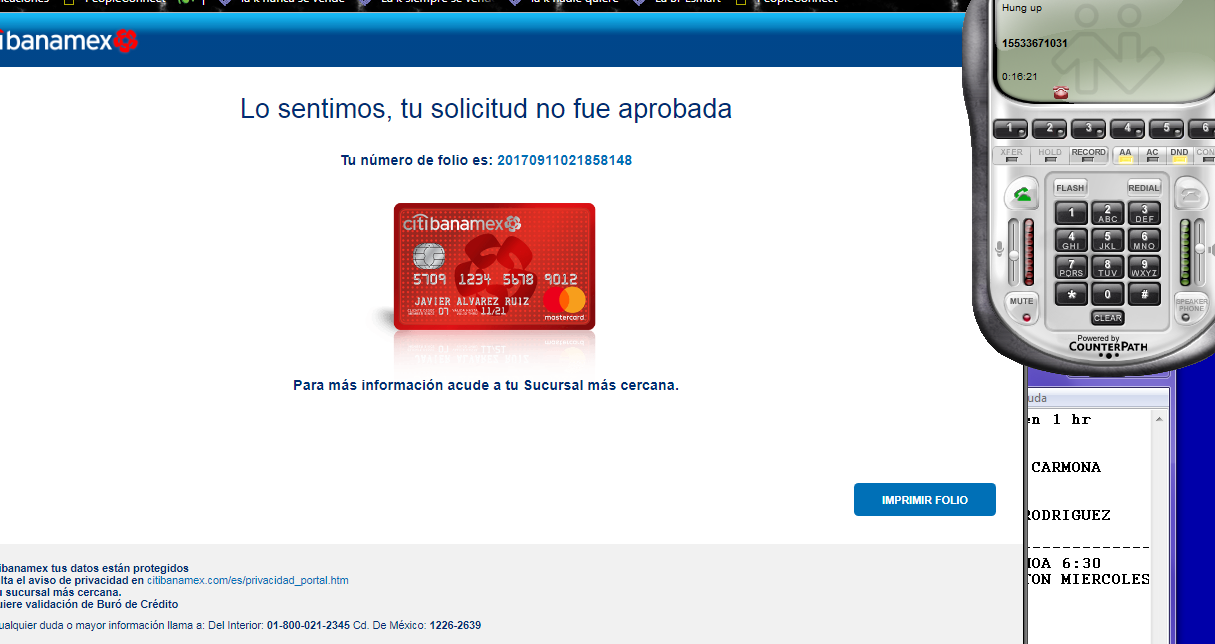 PeopleConnect
la k nunca se vende
La k siempre se
la k nadie quiere
La bPEsmart
PeopleConnect
ibanamex
Lo sentimos, tu solicitud no fue aprobada
Tu número de folio es: 20170911021858148
citibanamex
5709 1234 5678 9012
07 11/21
JAVIER ALVAREZ RUIZ
mastercard
Para más información acude a tu Sucursal más cercana.
IMPRIMIR FOLIO
ibanamex tus datos están protegidos
lta el aviso de privacidad en citibanamex.com/es/privacidad_portal.htm
u sucursal más cercana.
uiere validación de Buró de Crédito
ualquier duda o mayor información llama a: Del Interior: 01-800-021-2345 Cd. De México: 1226-2639
Hung up
15533671031
0:16:21
1 2 3 4 5 6
XFER HOLD RECORD AA AC DND CON
FLASH REDIAL
1 2 ABC 3 DEF
4 GHI 5 JKL 6 MNO
7 PQRS 8 TUV 9 WXYZ
* 0 #
MUTE CLEAR SPEAKER PHONE
Powered by
COUNTERPATH
uda
en 1 hr
CARMONA
RODRIGUEZ
--------------
HOA 6:30
TON MIERCOLES